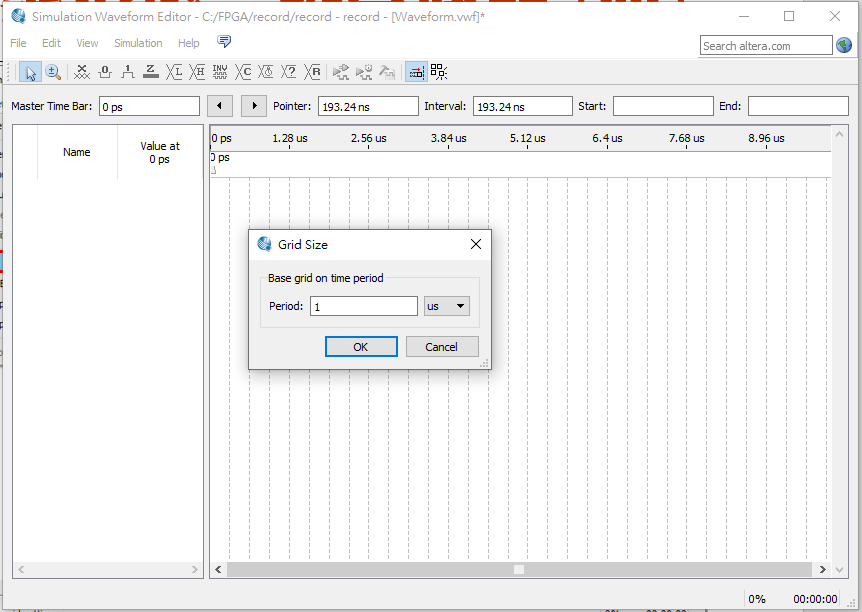 Simulation Waveform Editor - C:/FPGA/record/record - record - [Waveform.vwf]*
File Edit View Simulation Help
Search altera.com
Master Time Bar: 0 ps Pointer: 193.24 ns Interval: 193.24 ns Start: End:
Name
Value at
0 ps
0 ps 1.28 us 2.56 us 3.84 us 5.12 us 6.4 us 7.68 us 8.96 us
0 ps
Grid Size
Base grid on time period
Period: 1 us
OK Cancel
0% 00:00:00